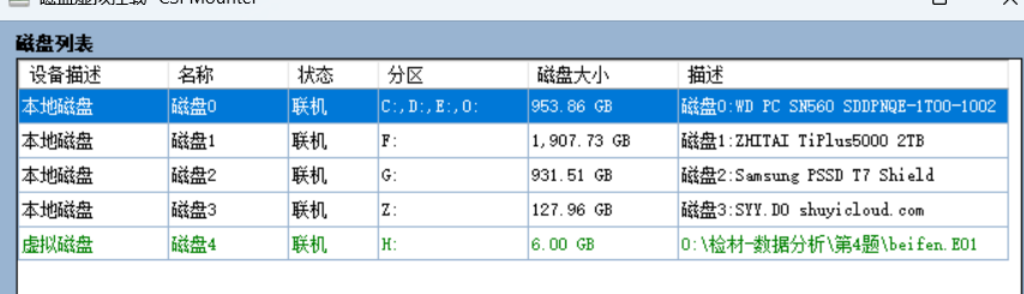 磁盘虚拟挂载 CSI Mounter
磁盘列表
设备描述 名称 状态 分区 磁盘大小 描述
本地磁盘 磁盘0 联机 C:,D:,E:,O: 953.86 GB 磁盘0:WD PC SN560 SDDPNQE-1T00-1002
本地磁盘 磁盘1 联机 F: 1,907.73 GB 磁盘1:ZHITAI TiPlus5000 2TB
本地磁盘 磁盘2 联机 G: 931.51 GB 磁盘2:Samsung PSSD T7 Shield
本地磁盘 磁盘3 联机 Z: 127.96 GB 磁盘3:SYY.DO shuyicloud.com
虚拟磁盘 磁盘4 联机 H: 6.00 GB O:\检材-数据分析\第4题\beifen.E01